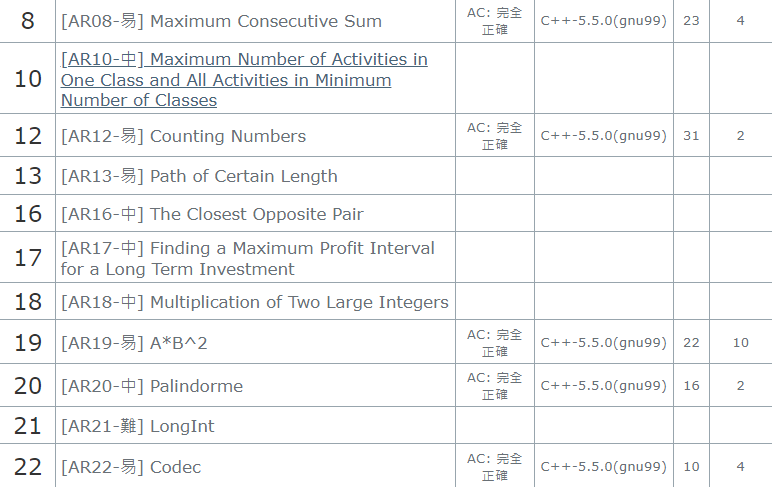 8 [AR08-易] Maximum Consecutive Sum AC: 完全 C++-5.5.0(gnu99) 23 4
正確
[AR10-中] Maximum Number of Activities in
10 One Class and All Activities in Minimum
Number of Classes
12 [AR12-易] Counting Numbers AC: 完全 C++-5.5.0(gnu99) 31 2
正確
13 [AR13-易] Path of Certain Length
16 [AR16-中] The Closest Opposite Pair
17 [AR17-中] Finding a Maximum Profit Interval
for a Long Term Investment
18 [AR18-中] Multiplication of Two Large Integers
19 [AR19-易] A*B^2 AC: 完全 C++-5.5.0(gnu99) 22 10
正確
20 [AR20-中] Palindorme AC: 完全 C++-5.5.0(gnu99) 16 2
正確
21 [AR21-難] LongInt
22 [AR22-易] Codec AC: 完全 C++-5.5.0(gnu99) 10 4
正確